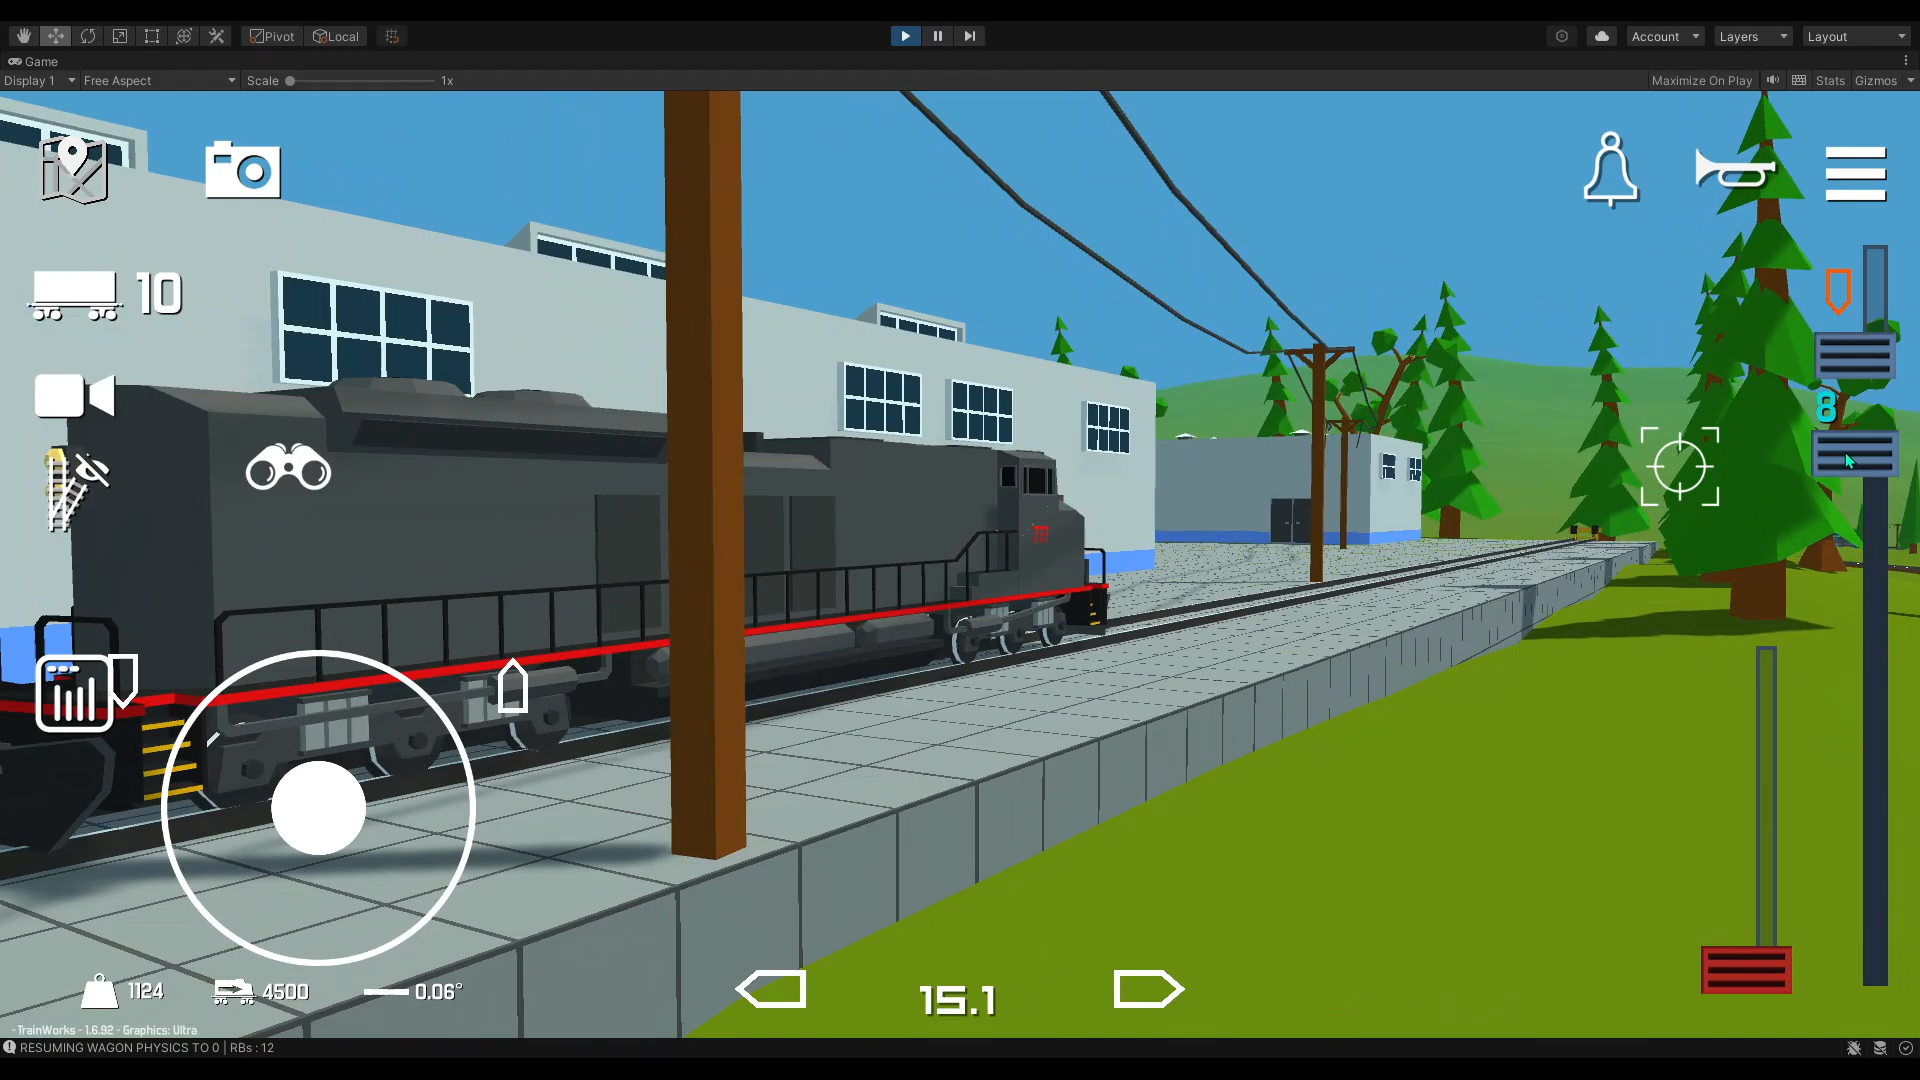 Pivot Local Account Layers Layout
Game
Display 1 Free Aspect Scale 1x Maximize On Play Stats Gizmos
10
8
777
1124 4500 0.06° 15.1
-TrainWorks - 1.6.92 - Graphics: Ultra
RESUMING WAGON PHYSICS TO 0 | RBs : 12